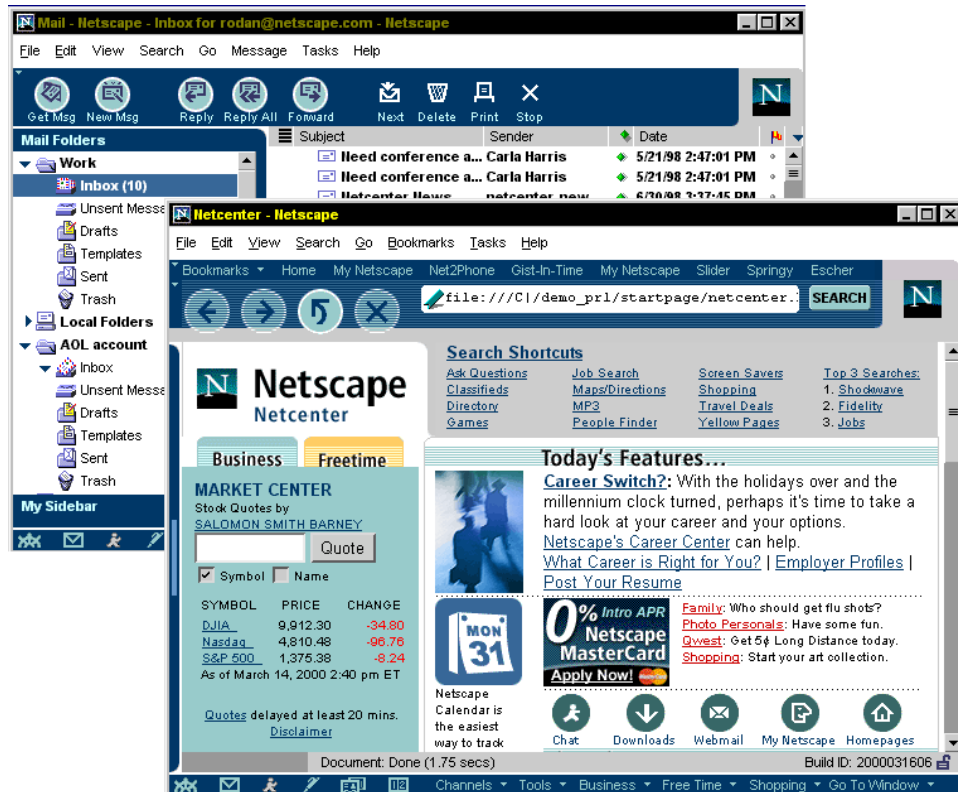 Mail - Netscape - Inbox for rodan@netscape.com - Netscape
File Edit View Search Go Message Tasks Help
Get Msg New Msg Reply Reply All Forward Next Delete Print Stop
N
Mail Folders
Subject Sender Date
Work
Need conference a... Carla Harris 5/21/98 2:47:01 PM
Inbox (10)
Need conference a... Carla Harris 5/21/98 2:47:01 PM
Netcenter News netcenter new 6/30/98 3:37:45 PM
Unsent Messa
Drafts
Templates
Sent
Trash
Local Folders
AOL account
Inbox
Unsent Messa
Drafts
Templates
Sent
Trash
My Sidebar
N Netcenter - Netscape
File Edit View Search Go Bookmarks Tasks Help
Bookmarks Home My Netscape Net2Phone Gist-In-Time My Netscape Slider Springy Escher
file:///C|/demo_prl/startpage/netcenter. SEARCH
N
N Netscape
Netcenter
Search Shortcuts
Ask Questions Job Search Screen Savers Top 3 Searches:
Classifieds Maps/Directions Shopping 1. Shockwave
Directory MP3 Travel Deals 2. Fidelity
Games People Finder Yellow Pages 3. Jobs
Business Freetime
MARKET CENTER
Stock Quotes by
SALOMON SMITH BARNEY
Quote
Symbol Name
SYMBOL PRICE CHANGE
DJIA 9,912.30 -34.80
Nasdaq 4,810.48 -96.76
S&P 500 1,375.38 -8.24
As of March 14, 2000 2:40 pm ET
Quotes delayed at least 20 mins.
Disclaimer
Today's Features...
Career Switch?: With the holidays over and the
millennium clock turned, perhaps it's time to take a
hard look at your career and your options.
Netscape's Career Center can help.
What Career is Right for You? | Employer Profiles |
Post Your Resume
MON
31
Netscape
Calendar is
the easiest
way to track
0% Intro APR
Netscape
MasterCard
Apply Now!
Family: Who should get flu shots?
Photo Personals: Have some fun.
Qwest: Get 5¢ Long Distance today.
Shopping: Start your art collection.
Chat Downloads Webmail My Netscape Homepages
Document: Done (1.75 secs) Build ID: 2000031606
Channels Tools Business Free Time Shopping Go To Window